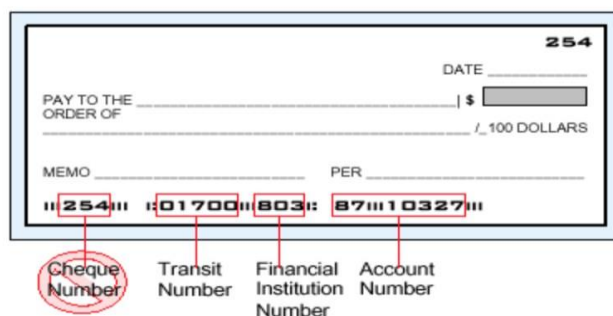 254
DATE
PAY TO THE ORDER OF
$
/_100 DOLLARS
MEMO PER
254 01700 803 87 10327
Cheque Number
Transit Number
Financial Institution Number
Account Number